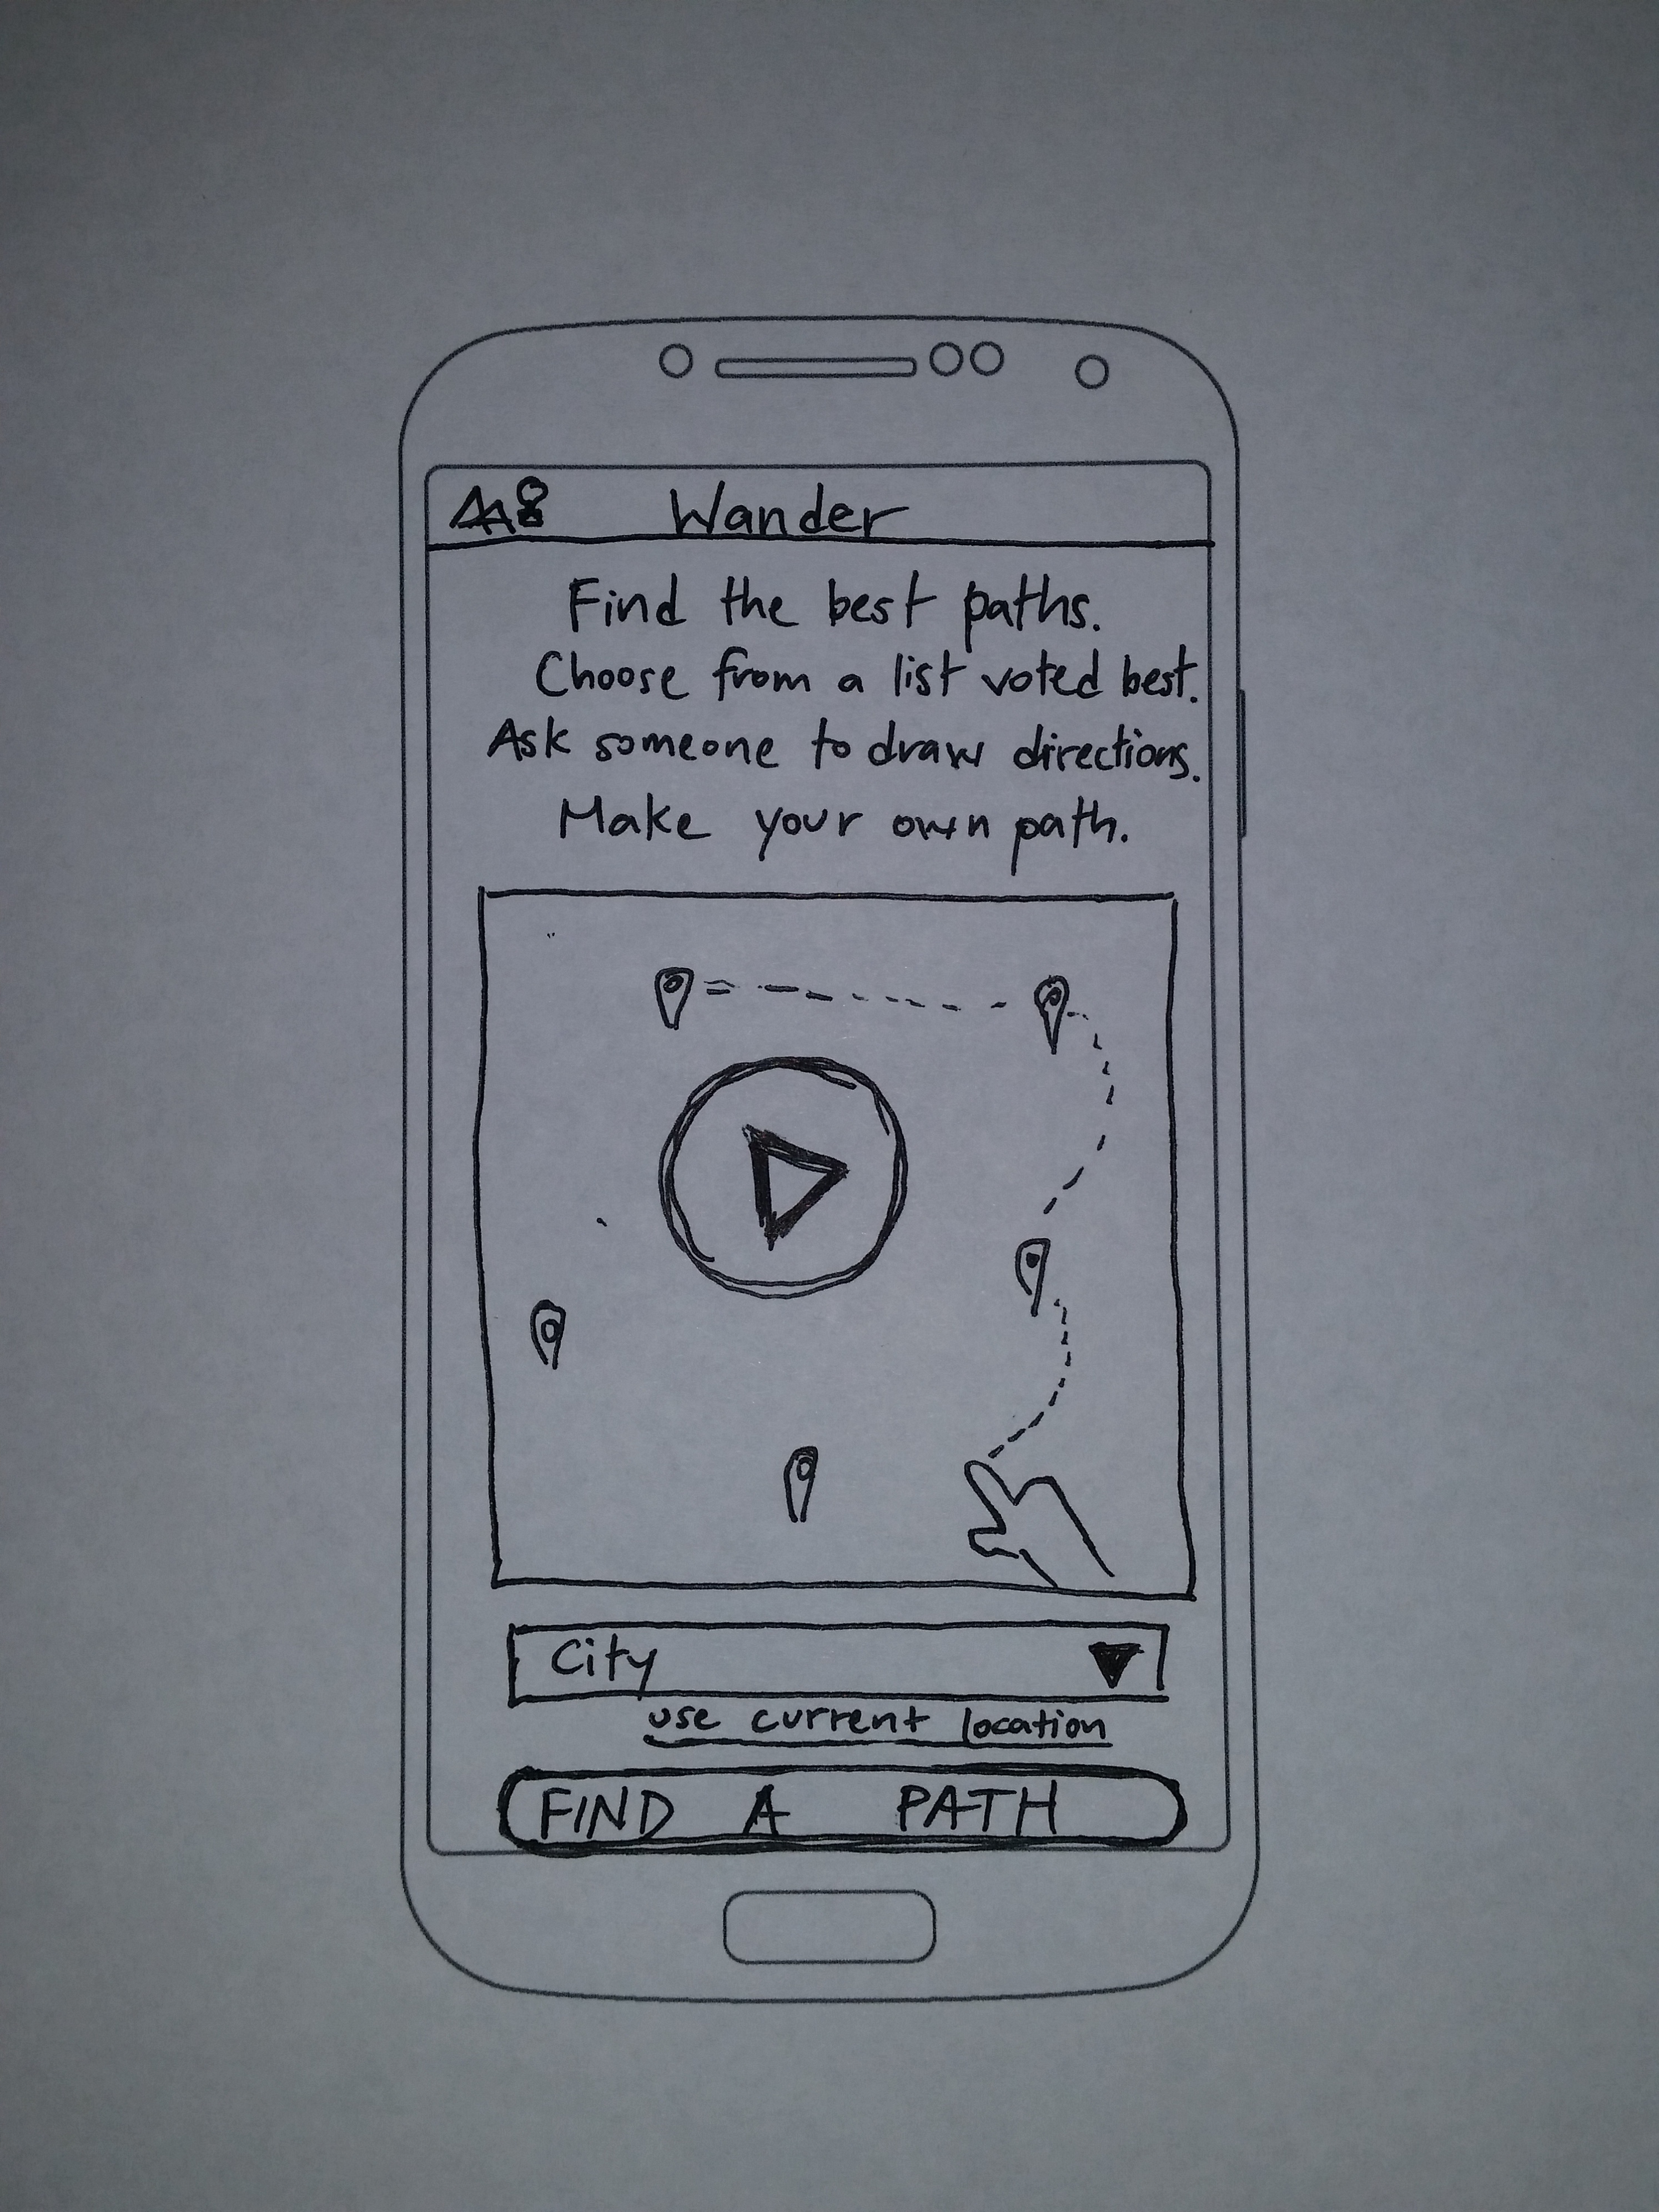 Wander
Find the best paths.
Choose from a list voted best.
Ask someone to draw directions.
Make your own path.
City
use current location
FIND A PATH